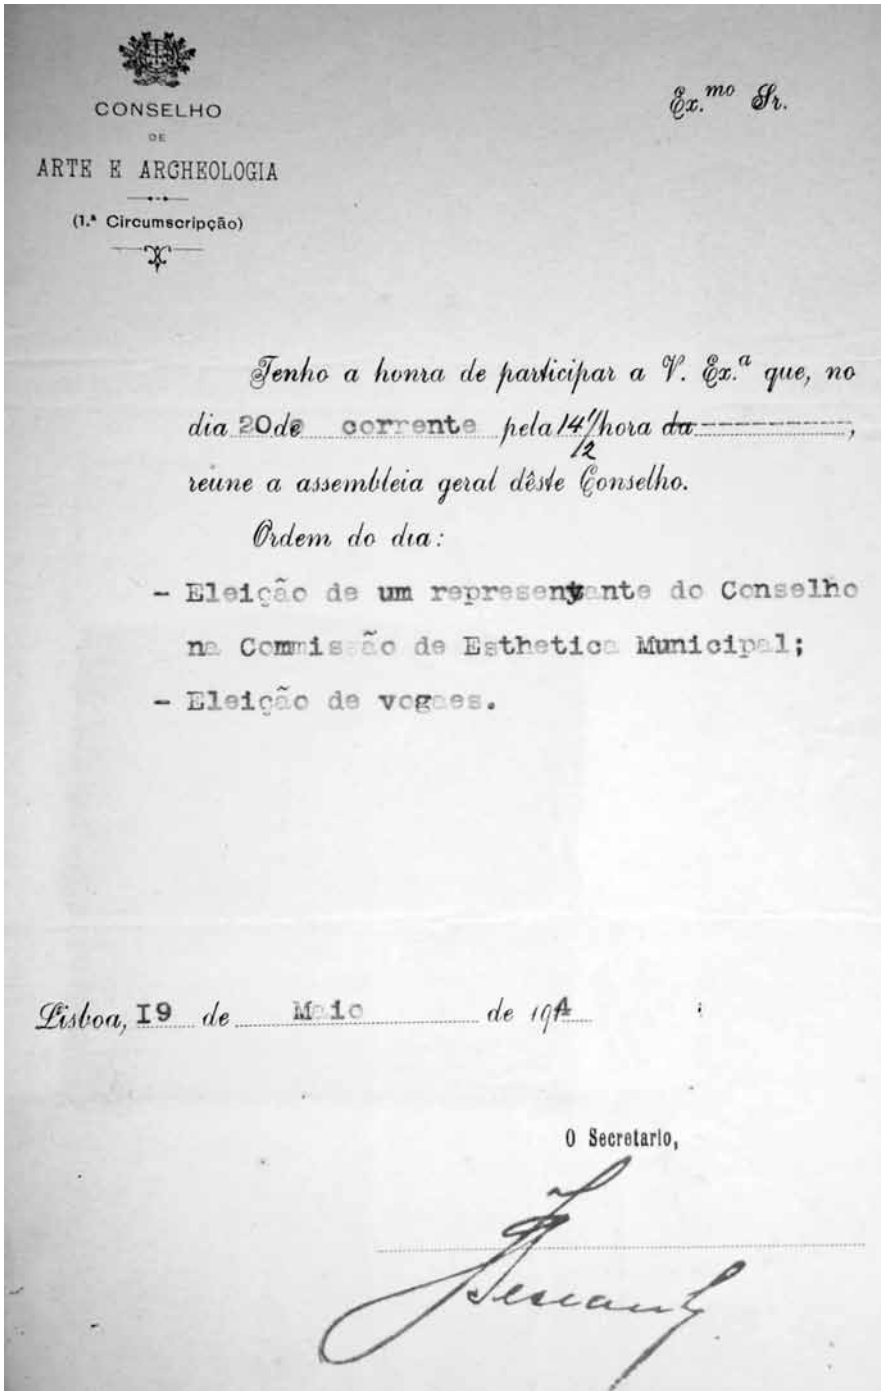 CONSELHO
DE
ARTE E ARCHEOLOGIA
(1.ª Circumscripção)
Ex.mo Sr.
Tenho a honra de participar a V. Ex.ª que, no
dia 20 de corrente pela 14 1/2 hora da,
reúne a assembleia geral dêste Conselho.
Ordem do dia:
- Eleição de um representante do Conselho
na Commissão de Esthetica Municipal;
- Eleição de vogaes.
Lisboa, I9 de Maio de 19
O Secretario,